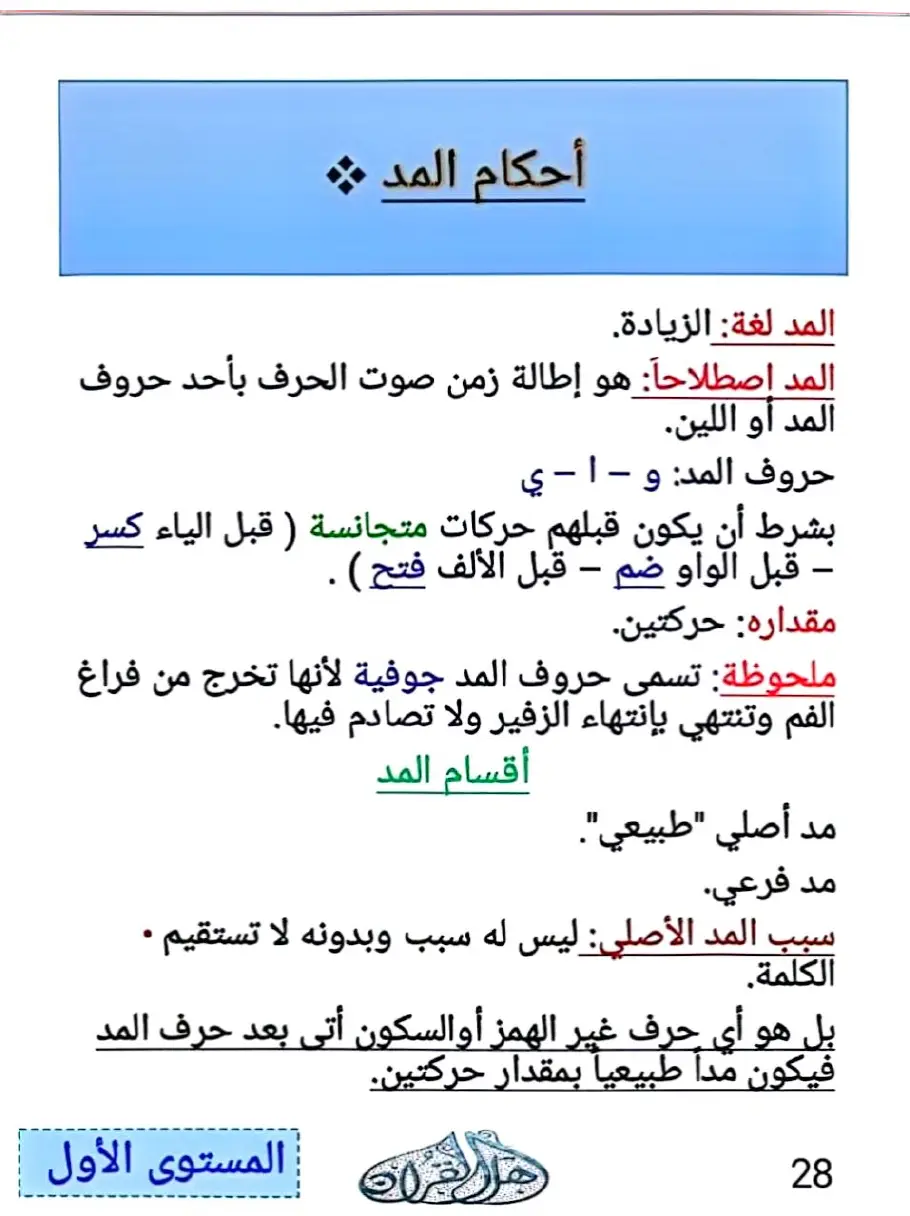 أحكام المد ❖
المد لغة: الزيادة.
المد اصطلاحاَ: هو إطالة زمن صوت الحرف بأحد حروف
المد أو اللين.
حروف المد: و – ا – ي
بشرط أن يكون قبلهم حركات متجانسة ( قبل الياء كسر
– قبل الواو ضم – قبل الألف فتح ) .
مقداره: حركتين.
ملحوظة: تسمى حروف المد جوفية لأنها تخرج من فراغ
الفم وتنتهي بإنتهاء الزفير ولا تصادم فيها.
أقسام المد
مد أصلي "طبيعي".
مد فرعي.
سبب المد الأصلي: ليس له سبب وبدونه لا تستقيم •
الكلمة.
بل هو أي حرف غير الهمز أوالسكون أتى بعد حرف المد
فيكون مداً طبيعياً بمقدار حركتين.
28
المستوى الأول